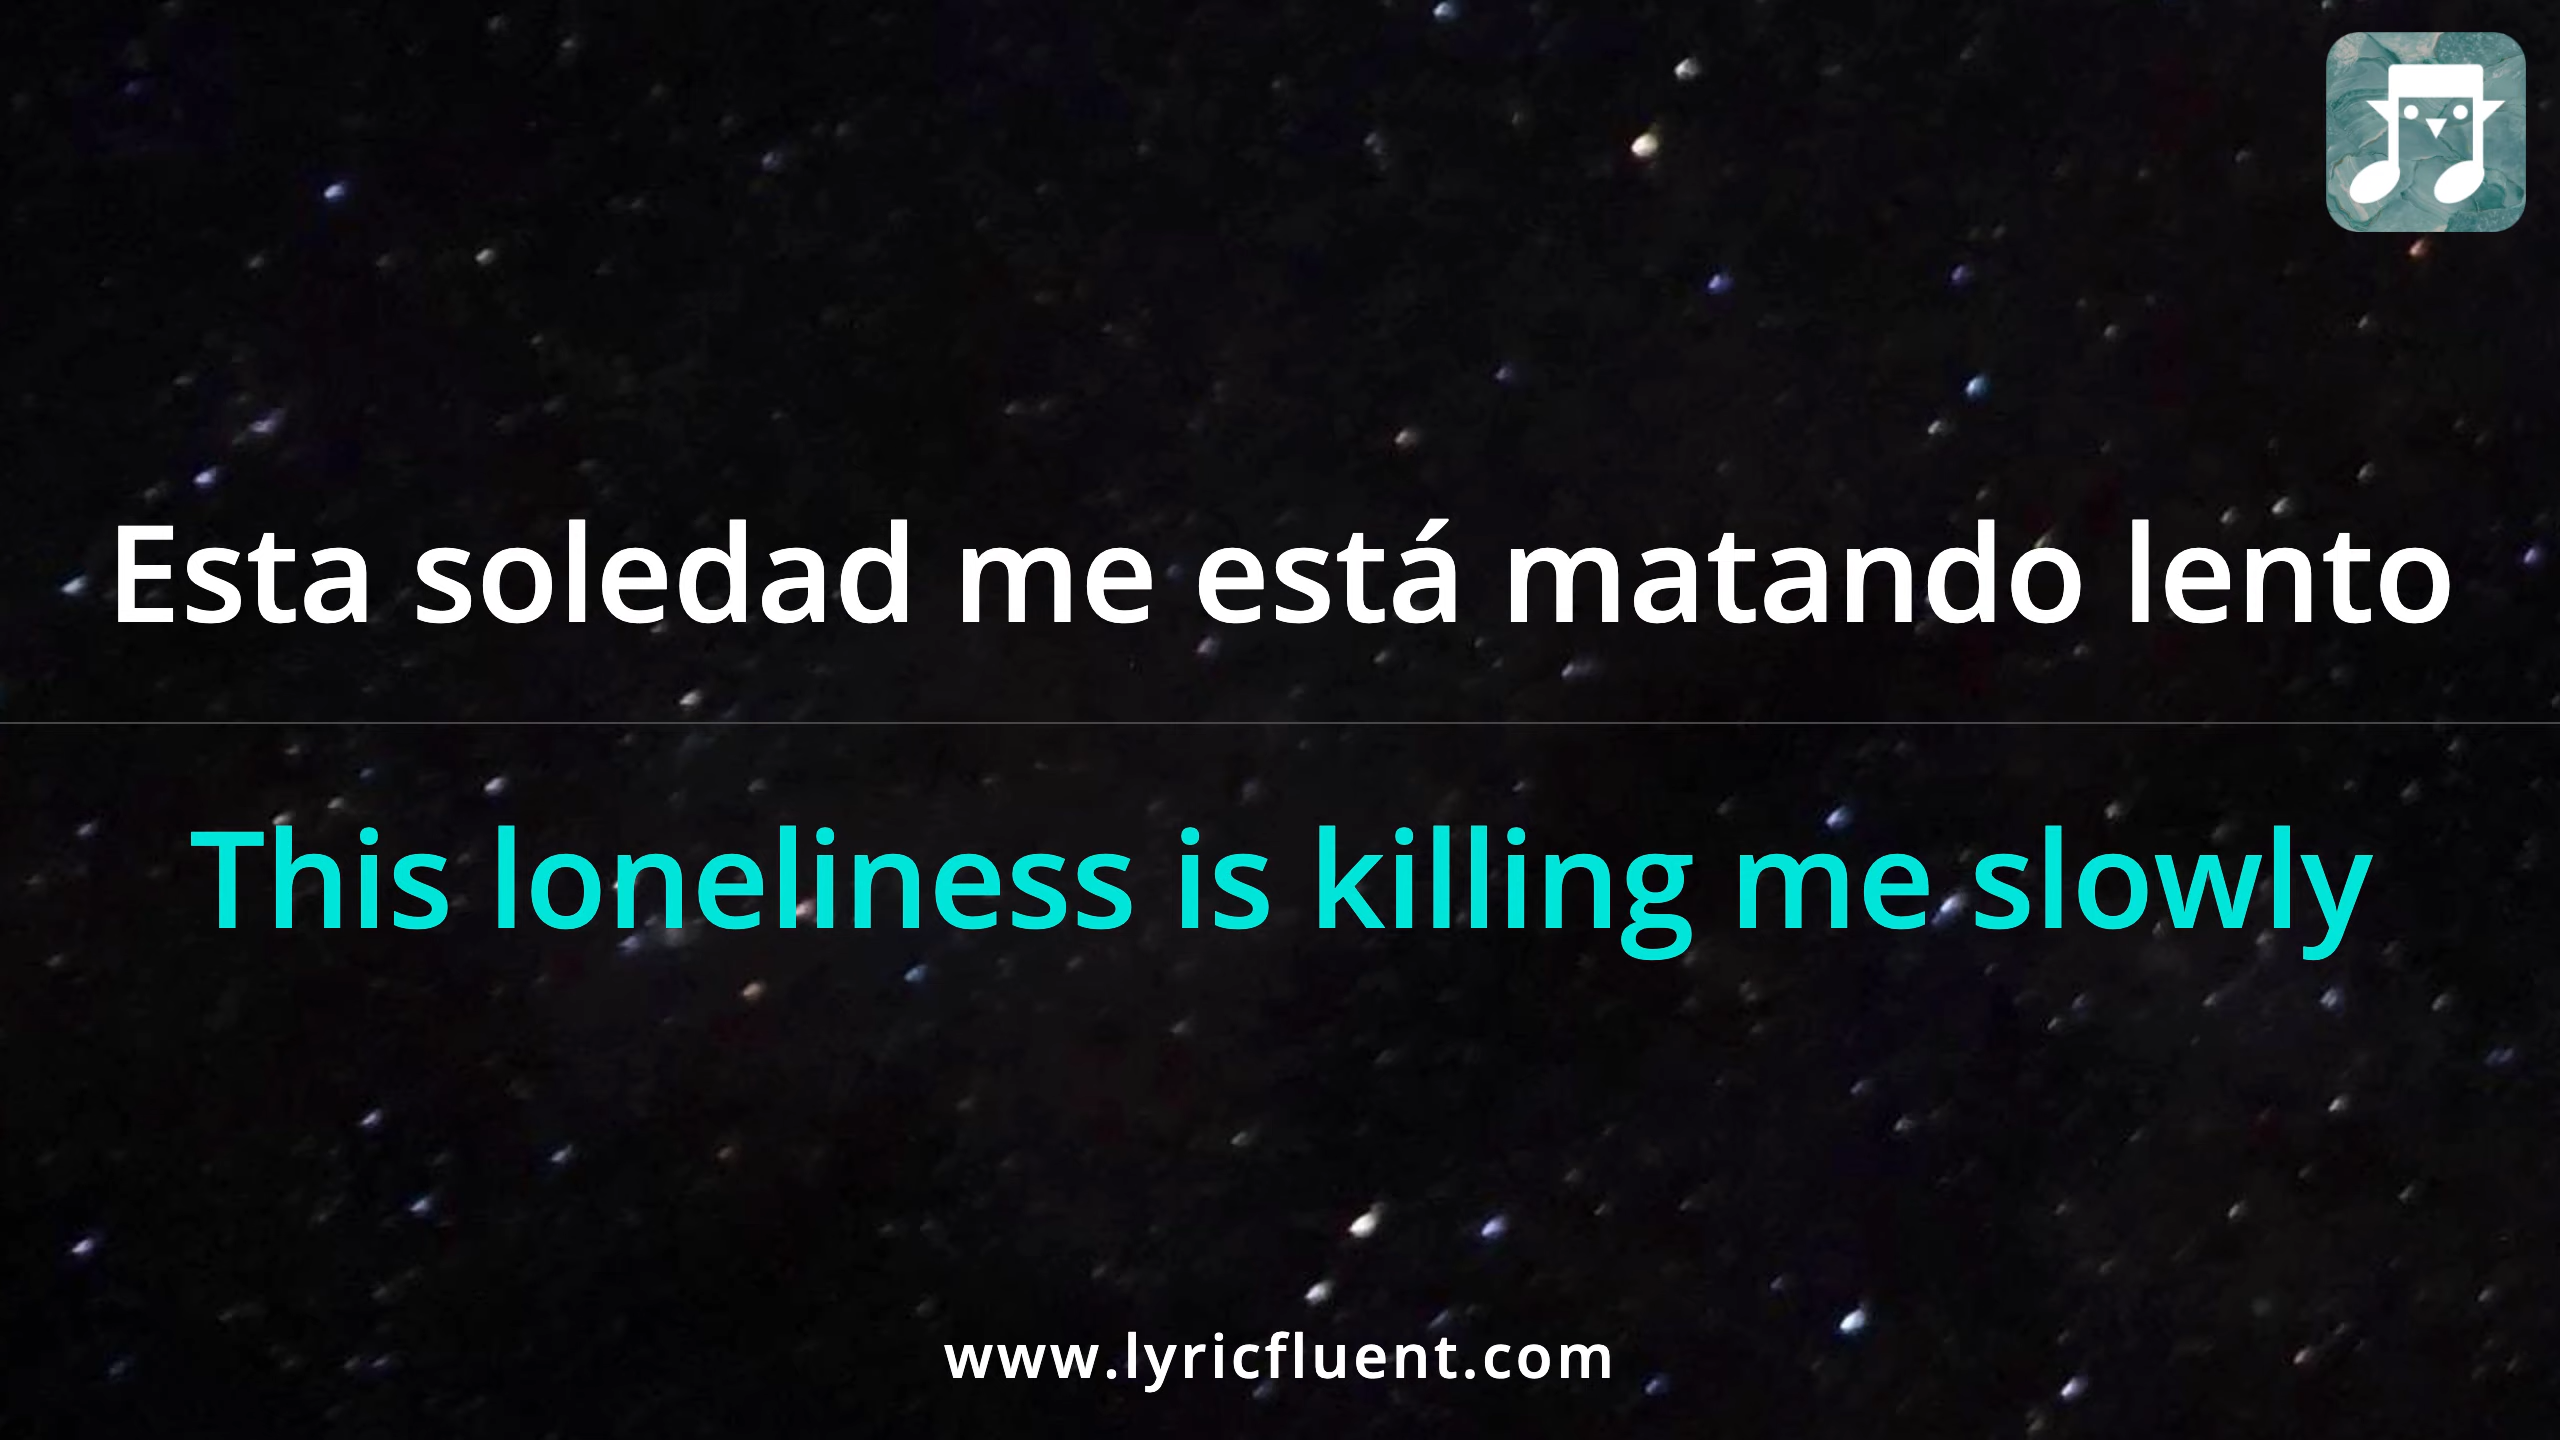 Esta soledad me está matando lento
This loneliness is killing me slowly
www.lyricfluent.com